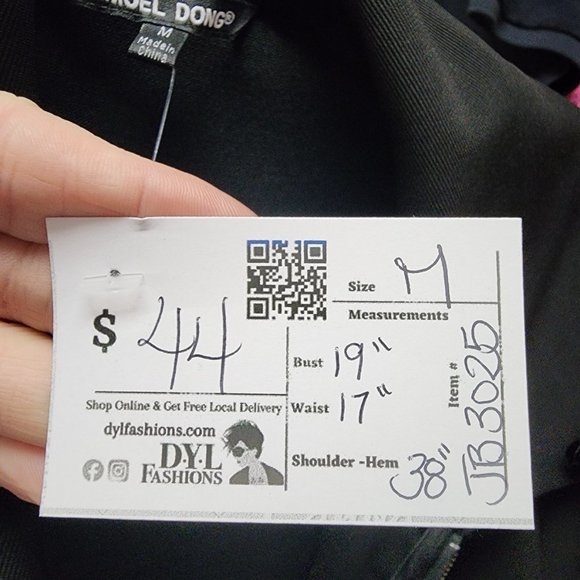 DONG®
M
Made in
China
Size M
Measurements
$ 44
Bust 19"
Waist 17"
Shoulder -Hem 38"
Item # JB3025
Shop Online & Get Free Local Delivery
dylfashions.com
D·Y·L
FASHIONS